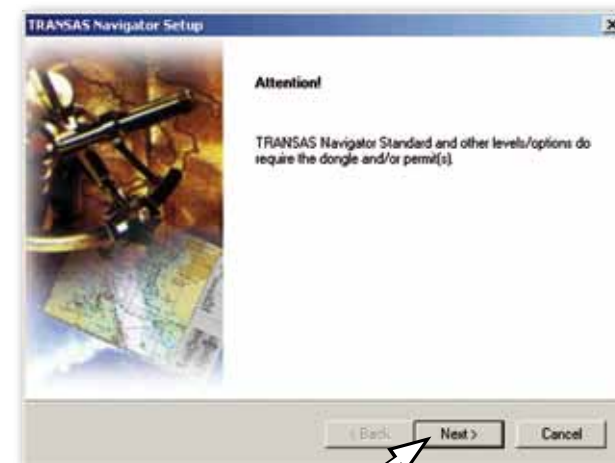 TRANSAS Navigator Setup
Attention!
TRANSAS Navigator Standard and other levels/options do
require the dongle and/or permit(s).
< Back
Next >
Cancel